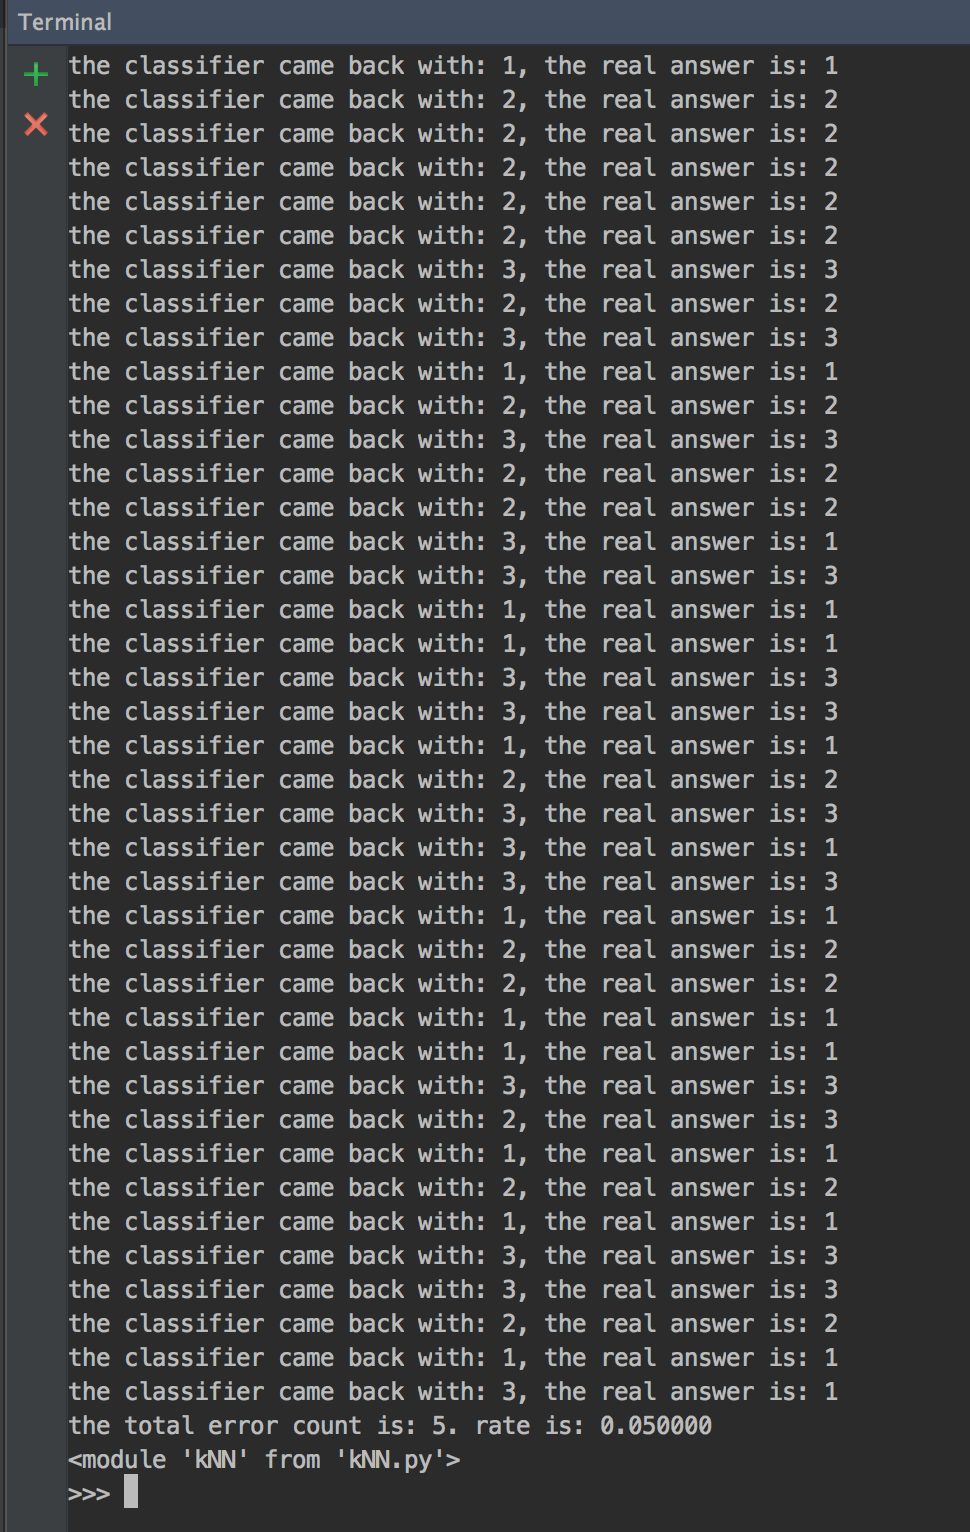 Terminal
the classifier came back with: 1, the real answer is: 1
the classifier came back with: 2, the real answer is: 2
the classifier came back with: 2, the real answer is: 2
the classifier came back with: 2, the real answer is: 2
the classifier came back with: 2, the real answer is: 2
the classifier came back with: 2, the real answer is: 2
the classifier came back with: 3, the real answer is: 3
the classifier came back with: 2, the real answer is: 2
the classifier came back with: 3, the real answer is: 3
the classifier came back with: 1, the real answer is: 1
the classifier came back with: 2, the real answer is: 2
the classifier came back with: 3, the real answer is: 3
the classifier came back with: 2, the real answer is: 2
the classifier came back with: 2, the real answer is: 2
the classifier came back with: 3, the real answer is: 1
the classifier came back with: 3, the real answer is: 3
the classifier came back with: 1, the real answer is: 1
the classifier came back with: 1, the real answer is: 1
the classifier came back with: 3, the real answer is: 3
the classifier came back with: 3, the real answer is: 3
the classifier came back with: 1, the real answer is: 1
the classifier came back with: 2, the real answer is: 2
the classifier came back with: 3, the real answer is: 3
the classifier came back with: 3, the real answer is: 1
the classifier came back with: 3, the real answer is: 3
the classifier came back with: 1, the real answer is: 1
the classifier came back with: 2, the real answer is: 2
the classifier came back with: 2, the real answer is: 2
the classifier came back with: 1, the real answer is: 1
the classifier came back with: 1, the real answer is: 1
the classifier came back with: 3, the real answer is: 3
the classifier came back with: 2, the real answer is: 3
the classifier came back with: 1, the real answer is: 1
the classifier came back with: 2, the real answer is: 2
the classifier came back with: 1, the real answer is: 1
the classifier came back with: 3, the real answer is: 3
the classifier came back with: 3, the real answer is: 3
the classifier came back with: 2, the real answer is: 2
the classifier came back with: 1, the real answer is: 1
the classifier came back with: 3, the real answer is: 1
the total error count is: 5. rate is: 0.050000
<module 'kNN' from 'kNN.py'>
>>>